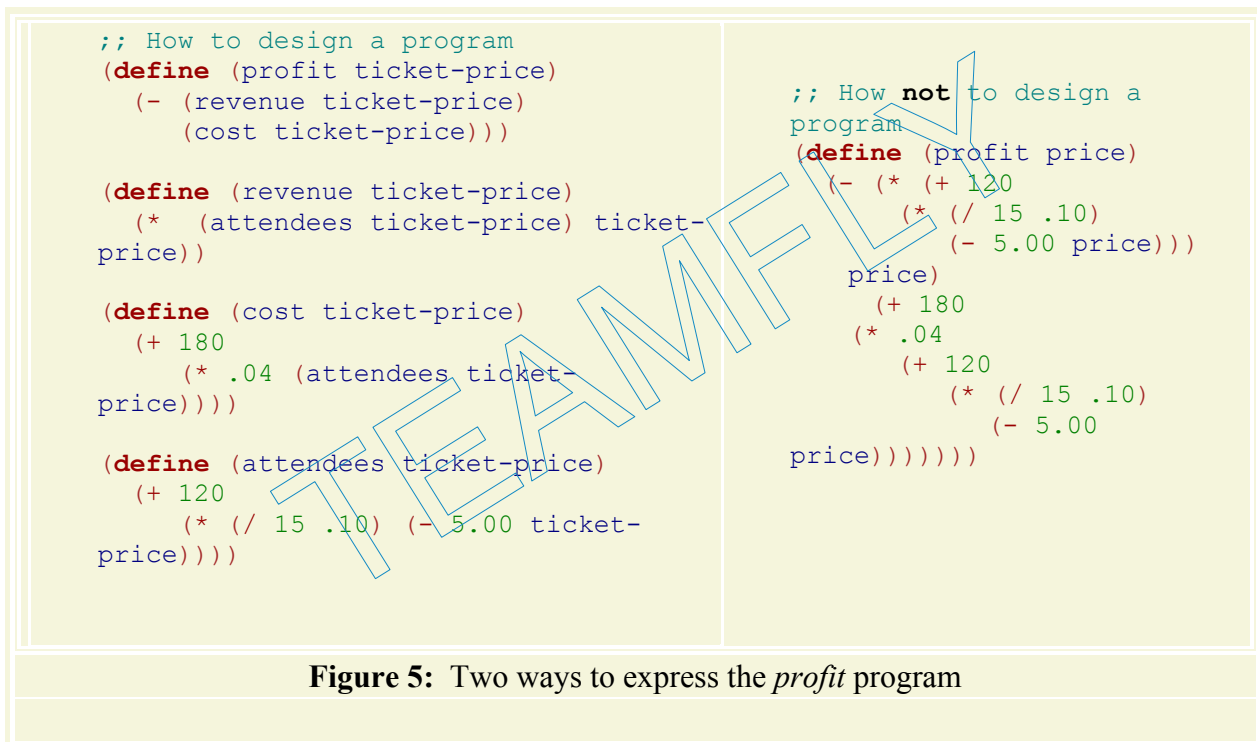 ;; How to design a program
(define (profit ticket-price)
(- (revenue ticket-price)
(cost ticket-price)))
(define (revenue ticket-price)
(* (attendees ticket-price) ticket-
price))
(define (cost ticket-price)
(+ 180
(* .04 (attendees ticket-
price))))
(define (attendees ticket-price)
(+ 120
(* (/ 15 .10) (- 5.00 ticket-
price))))
;; How not to design a
program
(define (profit price)
(- (* (+ 120
(* (/ 15 .10)
(- 5.00 price)))
price)
(+ 180
(* .04
(+ 120
(* (/ 15 .10)
(- 5.00
price)))))))
TEAMFLY
Figure 5: Two ways to express the profit program